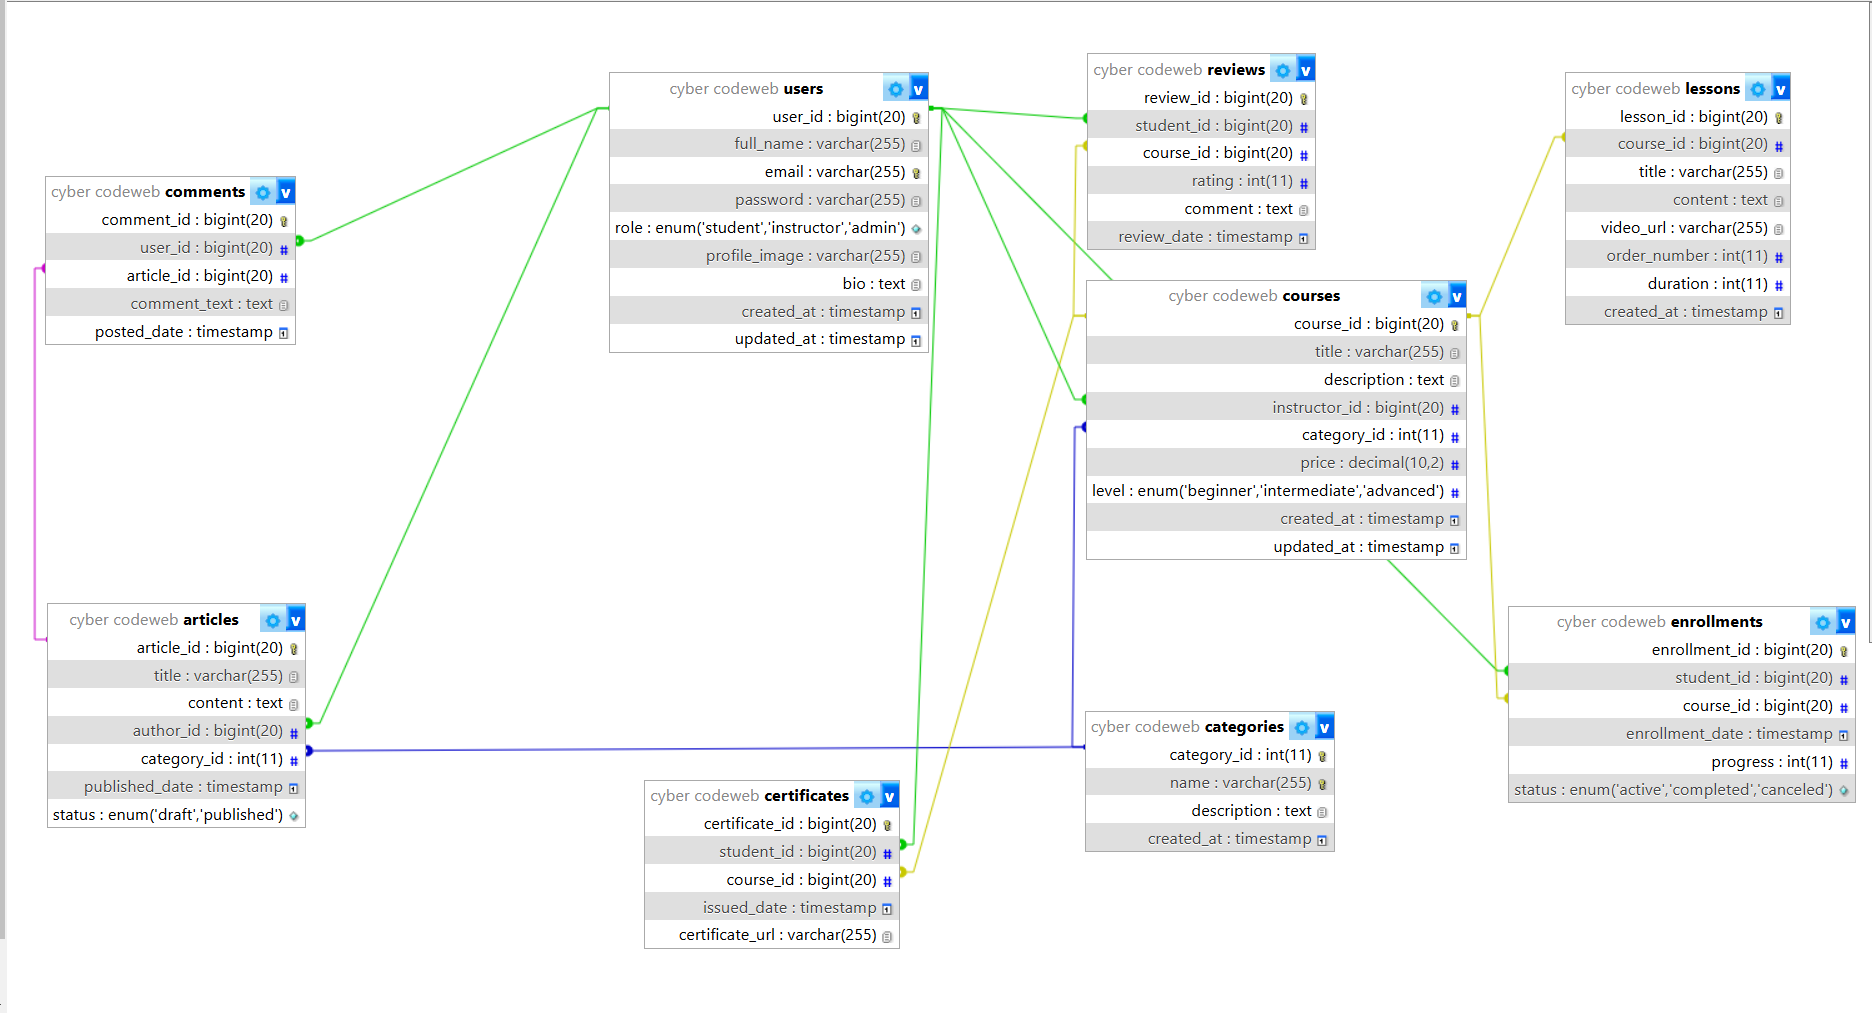 cyber codeweb comments v
comment_id : bigint(20)
user_id : bigint(20) #
article_id : bigint(20) #
comment_text : text
posted_date : timestamp
cyber codeweb articles v
article_id : bigint(20)
title : varchar(255)
content : text
author_id : bigint(20) #
category_id : int(11) #
published_date : timestamp
status : enum('draft','published')
cyber codeweb users v
user_id : bigint(20)
full_name : varchar(255)
email : varchar(255)
password : varchar(255)
role : enum('student','instructor','admin')
profile_image : varchar(255)
bio : text
created_at : timestamp
updated_at : timestamp
cyber codeweb certificates v
certificate_id : bigint(20)
student_id : bigint(20) #
course_id : bigint(20) #
issued_date : timestamp
certificate_url : varchar(255)
cyber codeweb reviews v
review_id : bigint(20)
student_id : bigint(20) #
course_id : bigint(20) #
rating : int(11) #
comment : text
review_date : timestamp
cyber codeweb courses v
course_id : bigint(20)
title : varchar(255)
description : text
instructor_id : bigint(20) #
category_id : int(11) #
price : decimal(10,2) #
level : enum('beginner','intermediate','advanced') #
created_at : timestamp
updated_at : timestamp
cyber codeweb categories v
category_id : int(11)
name : varchar(255)
description : text
created_at : timestamp
cyber codeweb lessons v
lesson_id : bigint(20)
course_id : bigint(20) #
title : varchar(255)
content : text
video_url : varchar(255)
order_number : int(11) #
duration : int(11) #
created_at : timestamp
cyber codeweb enrollments v
enrollment_id : bigint(20)
student_id : bigint(20) #
course_id : bigint(20) #
enrollment_date : timestamp
progress : int(11) #
status : enum('active','completed','canceled')